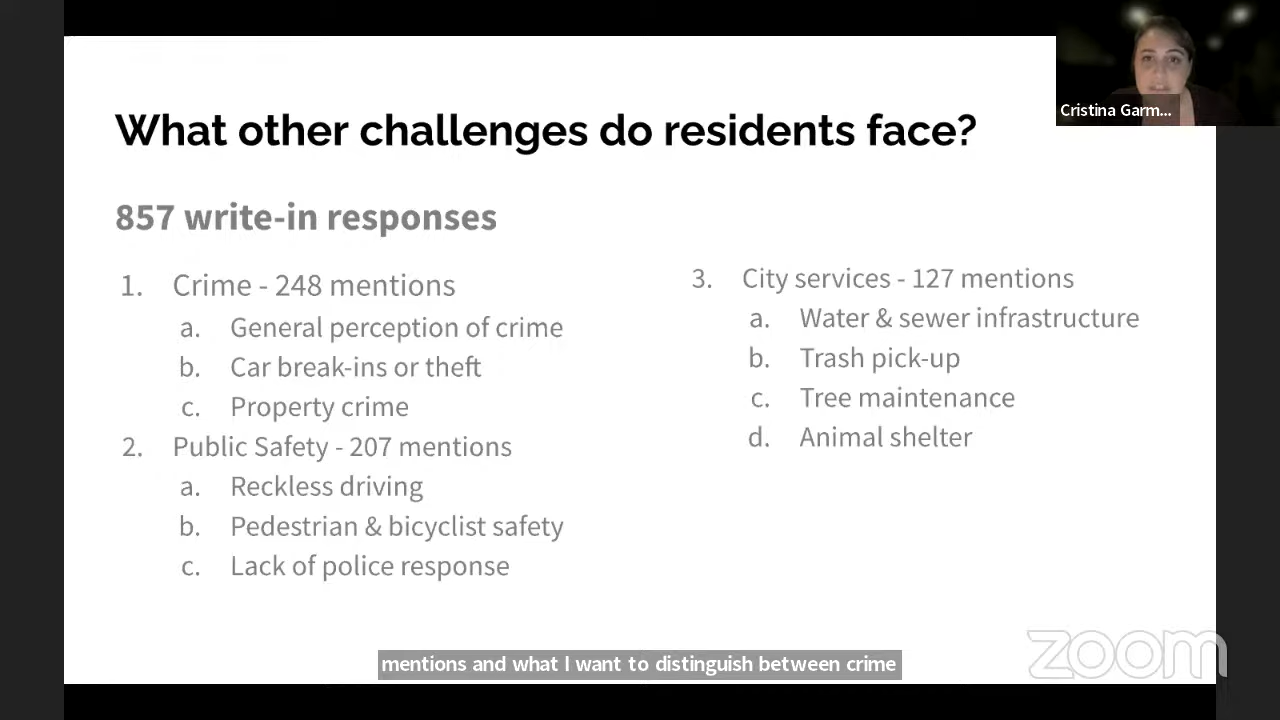 What other challenges do residents face?
Cristina Garm...
857 write-in responses
1. Crime - 248 mentions
a. General perception of crime
b. Car break-ins or theft
c. Property crime
2. Public Safety - 207 mentions
a. Reckless driving
b. Pedestrian & bicyclist safety
c. Lack of police response
3. City services - 127 mentions
a. Water & sewer infrastructure
b. Trash pick-up
c. Tree maintenance
d. Animal shelter
mentions and what I want to distinguish between crime
zoom